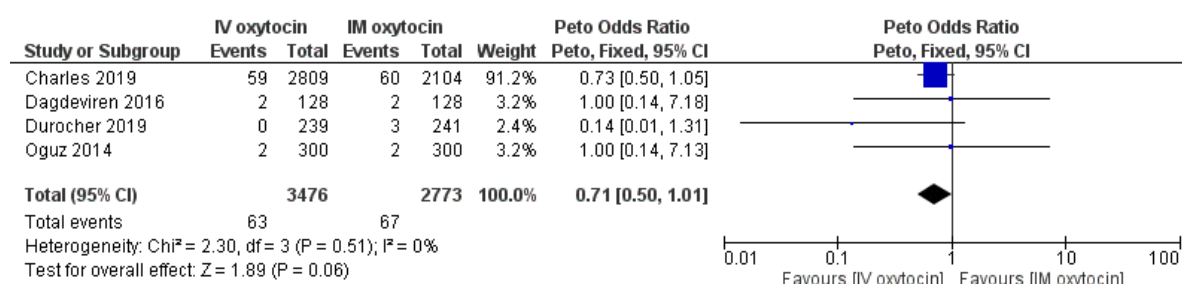 IV oxytocin IM oxytocin Peto Odds Ratio Peto Odds Ratio
Study or Subgroup Events Total Events Total Weight Peto, Fixed, 95% CI Peto, Fixed, 95% CI
Charles 2019 59 2809 60 2104 91.2% 0.73 [0.50, 1.05]
Dagdeviren 2016 2 128 2 128 3.2% 1.00 [0.14, 7.18]
Durocher 2019 0 239 3 241 2.4% 0.14 [0.01, 1.31]
Oguz 2014 2 300 2 300 3.2% 1.00 [0.14, 7.13]
Total (95% CI) 3476 2773 100.0% 0.71 [0.50, 1.01]
Total events 63 67
Heterogeneity: Chi² = 2.30, df = 3 (P = 0.51); I² = 0%
Test for overall effect: Z = 1.89 (P = 0.06)
0.01 0.1 1 10 100
Favours [IV oxytocin] Favours [IM oxytocin]